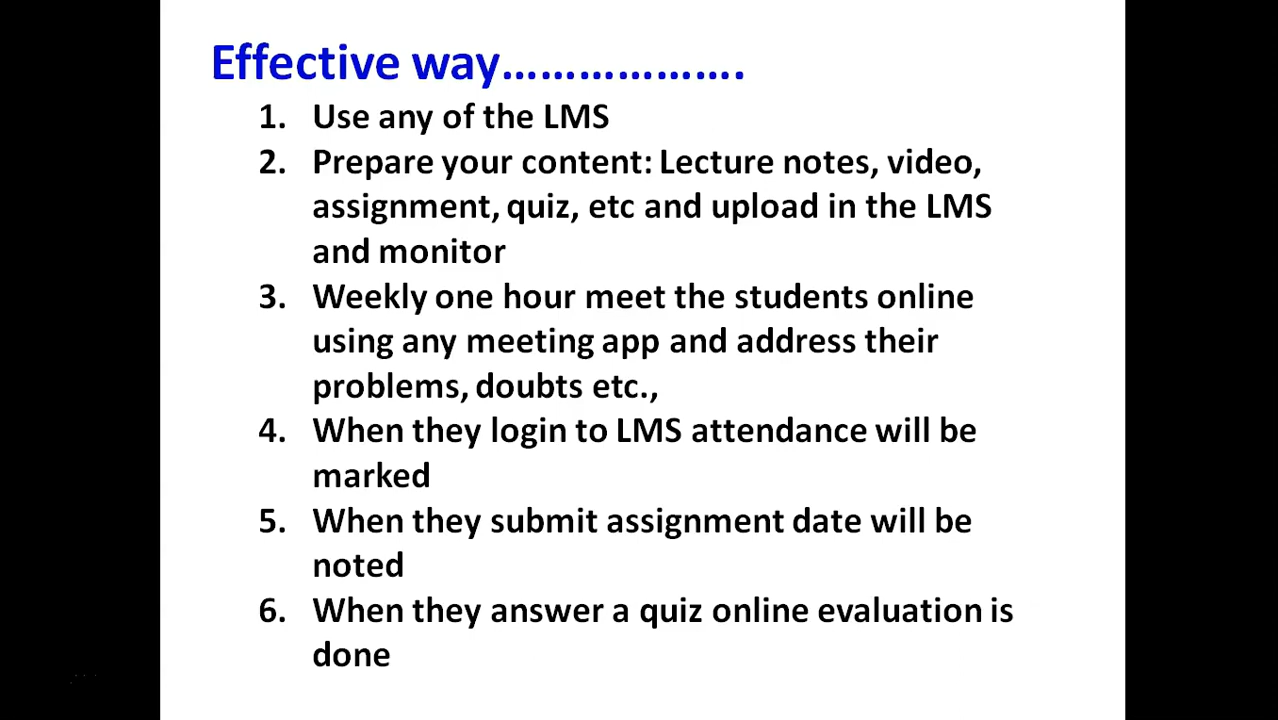 Effective way………………….
1. Use any of the LMS
2. Prepare your content: Lecture notes, video,
assignment, quiz, etc and upload in the LMS
and monitor
3. Weekly one hour meet the students online
using any meeting app and address their
problems, doubts etc.,
4. When they login to LMS attendance will be
marked
5. When they submit assignment date will be
noted
6. When they answer a quiz online evaluation is
done